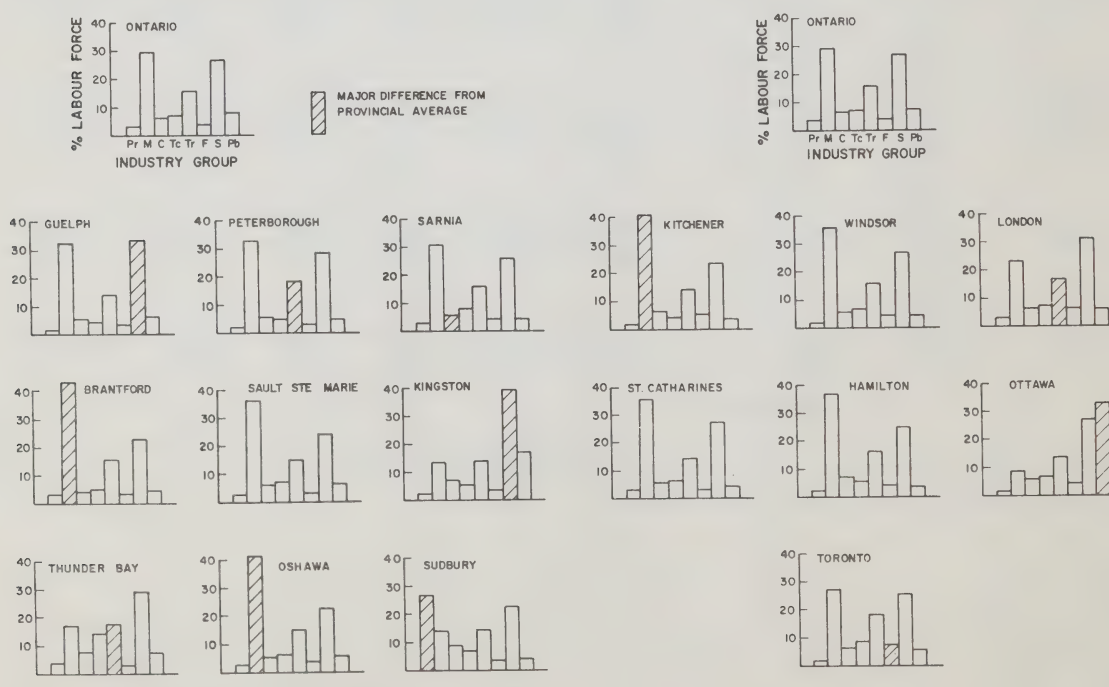 40
30
20
10
% LABOUR FORCE
ONTARIO
Pr M C Tc Tr F S Pb
INDUSTRY GROUP
MAJOR DIFFERENCE FROM
PROVINCIAL AVERAGE
40
30
20
10
% LABOUR FORCE
ONTARIO
Pr M C Tc Tr F S Pb
INDUSTRY GROUP
40
30
20
10
GUELPH
40
30
20
10
PETERBOROUGH
40
30
20
10
SARNIA
40
30
20
10
KITCHENER
40
30
20
10
WINDSOR
40
30
20
10
LONDON
40
30
20
10
BRANTFORD
40
30
20
10
SAULT STE MARIE
40
30
20
10
KINGSTON
40
30
20
10
ST. CATHARINES
40
30
20
10
HAMILTON
40
30
20
10
OTTAWA
40
30
20
10
THUNDER BAY
40
30
20
10
OSHAWA
40
30
20
10
SUDBURY
40
30
20
10
TORONTO